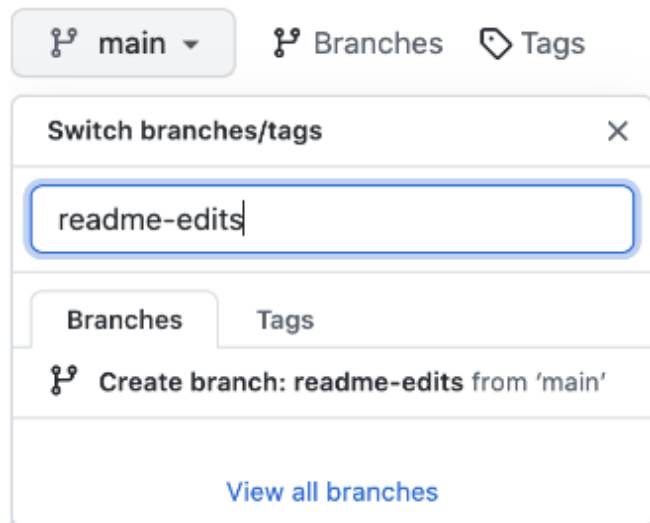 main Branches Tags
Switch branches/tags
readme-edits
Branches Tags
Create branch: readme-edits from ‘main’
View all branches